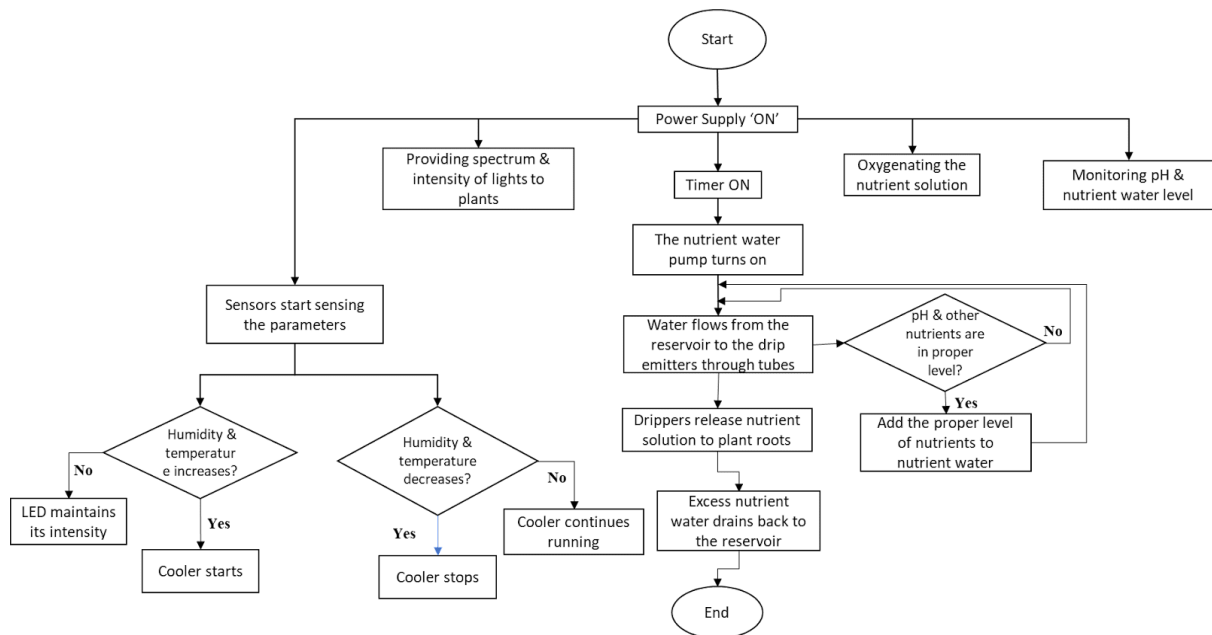 Start
Power Supply ‘ON’
Providing spectrum &
intensity of lights to
plants
Timer ON
Oxygenating the
nutrient solution
Monitoring pH &
nutrient water level
The nutrient water
pump turns on
Sensors start sensing
the parameters
Water flows from the
reservoir to the drip
emitters through tubes
pH & other
nutrients are
in proper
level?
No
Yes
Drippers release nutrient
solution to plant roots
Add the proper level
of nutrients to
nutrient water
Humidity &
temperatur
e increases?
No
Yes
Humidity &
temperature
decreases?
No
Yes
LED maintains
its intensity
Cooler starts
Cooler stops
Cooler continues
running
Excess nutrient
water drains back to
the reservoir
End